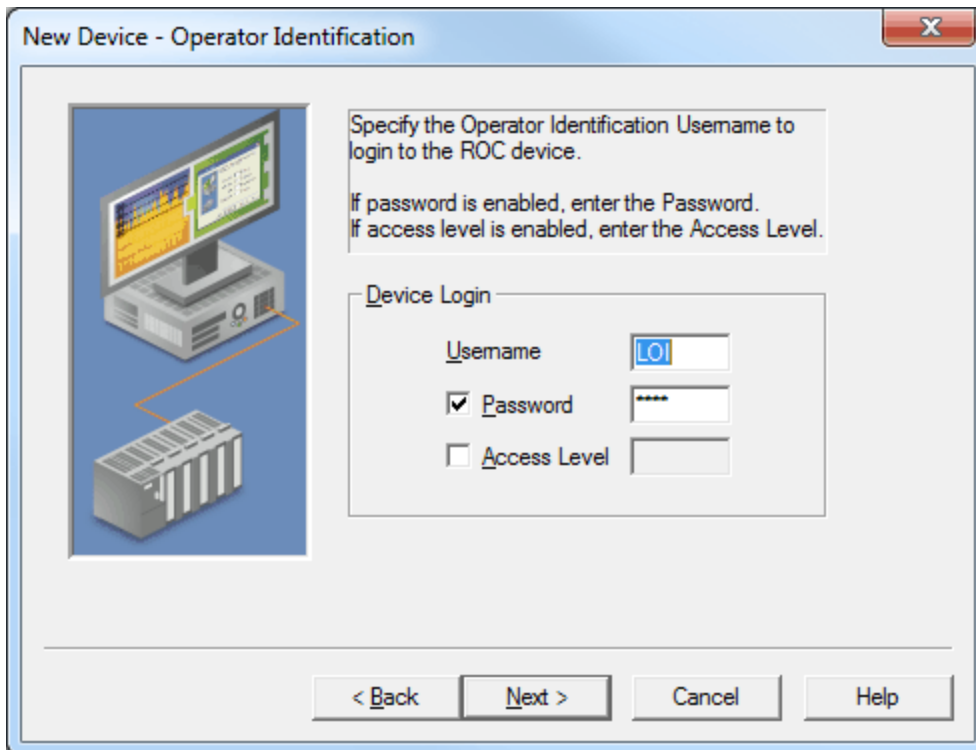 New Device - Operator Identification
Specify the Operator Identification Username to
login to the ROC device.
If password is enabled, enter the Password.
If access level is enabled, enter the Access Level.
Device Login
Username
LOI
Password
****
Access Level
< Back
Next >
Cancel
Help